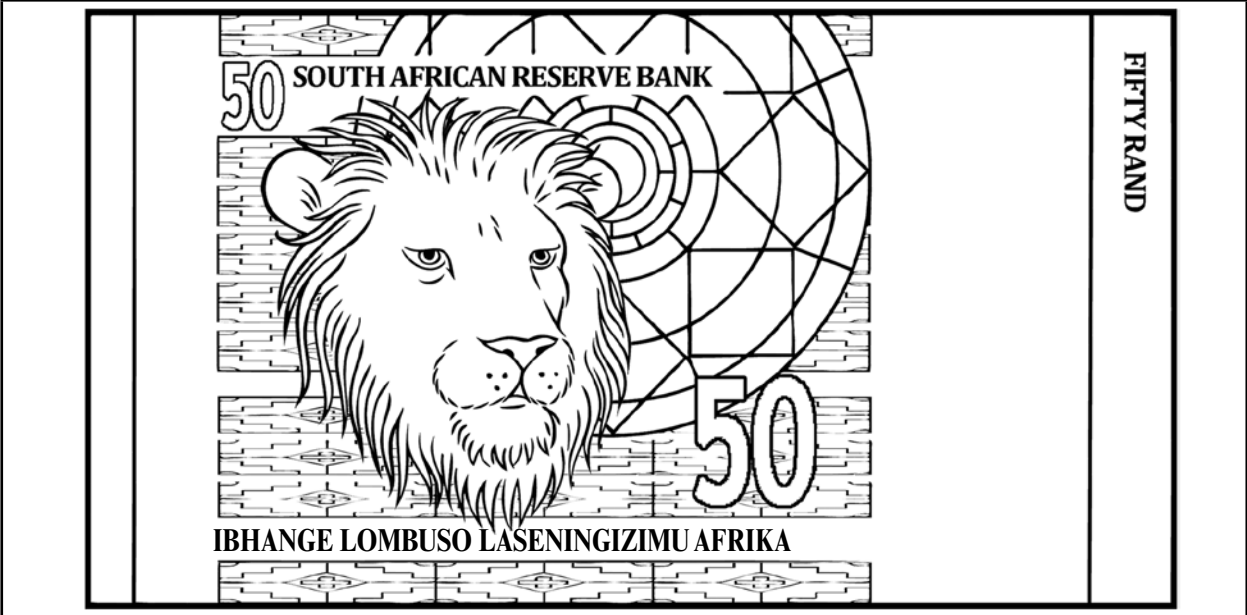 50 SOUTH AFRICAN RESERVE BANK
FIFTY RAND
50
IBHANGE LOMBUSO LASENINGIZIMU AFRIKA